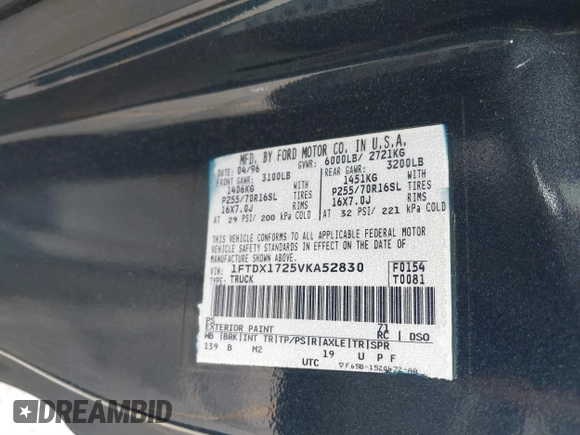 MFD. BY FORD MOTOR CO. IN U.S.A.
DATE: 04/96 GVWR: 6000LB/ 2721KG
FRONT GAWR: 3100LB REAR GAWR: 3200LB
1406KG WITH 1451KG WITH
P255/70R16SL TIRES P255/70R16SL TIRES
16X7.0J RIMS 16X7.0J RIMS
AT 29 PSI/ 200 kPa COLD AT 32 PSI/ 221 kPa COLD
THIS VEHICLE CONFORMS TO ALL APPLICABLE FEDERAL MOTOR
VEHICLE SAFETY STANDARDS IN EFFECT ON THE DATE OF
MANUFACTURE SHOWN ABOVE.
VIN: 1FTDX1725VKA52830 F0154
TYPE: TRUCK T0081
PS 71
EXTERIOR PAINT RC DSO
WB BRK INT TR TP/PS R AXLE TR SPR
139 B M2 19 U P F
UTC
DREAMBID